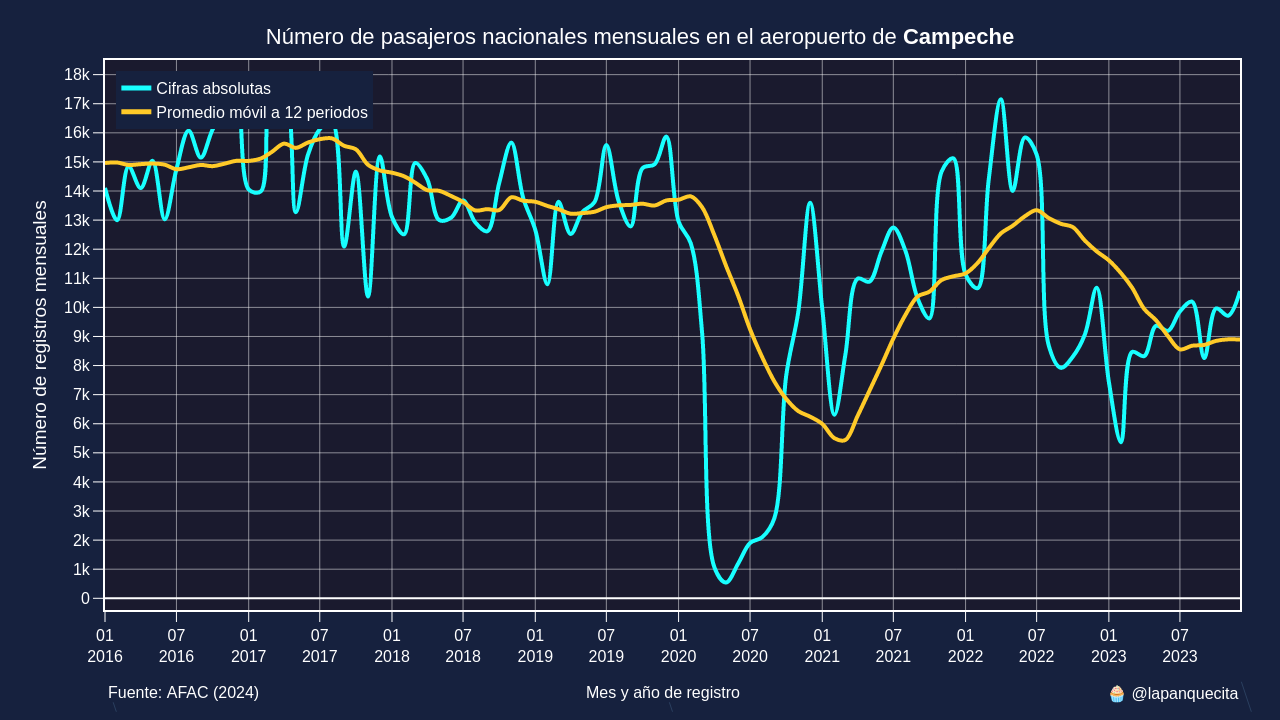 Número de pasajeros nacionales mensuales en el aeropuerto de Campeche
Cifras absolutas
Promedio móvil a 12 periodos
Número de registros mensuales
18k
17k
16k
15k
14k
13k
12k
11k
10k
9k
8k
7k
6k
5k
4k
3k
2k
1k
0
01 07 01 07 01 07 01 07 01 07 01 07 01 07 01 07
2016 2016 2017 2017 2018 2018 2019 2019 2020 2020 2021 2021 2022 2022 2023 2023
Fuente: AFAC (2024) Mes y año de registro 🧁 @lapanquecita